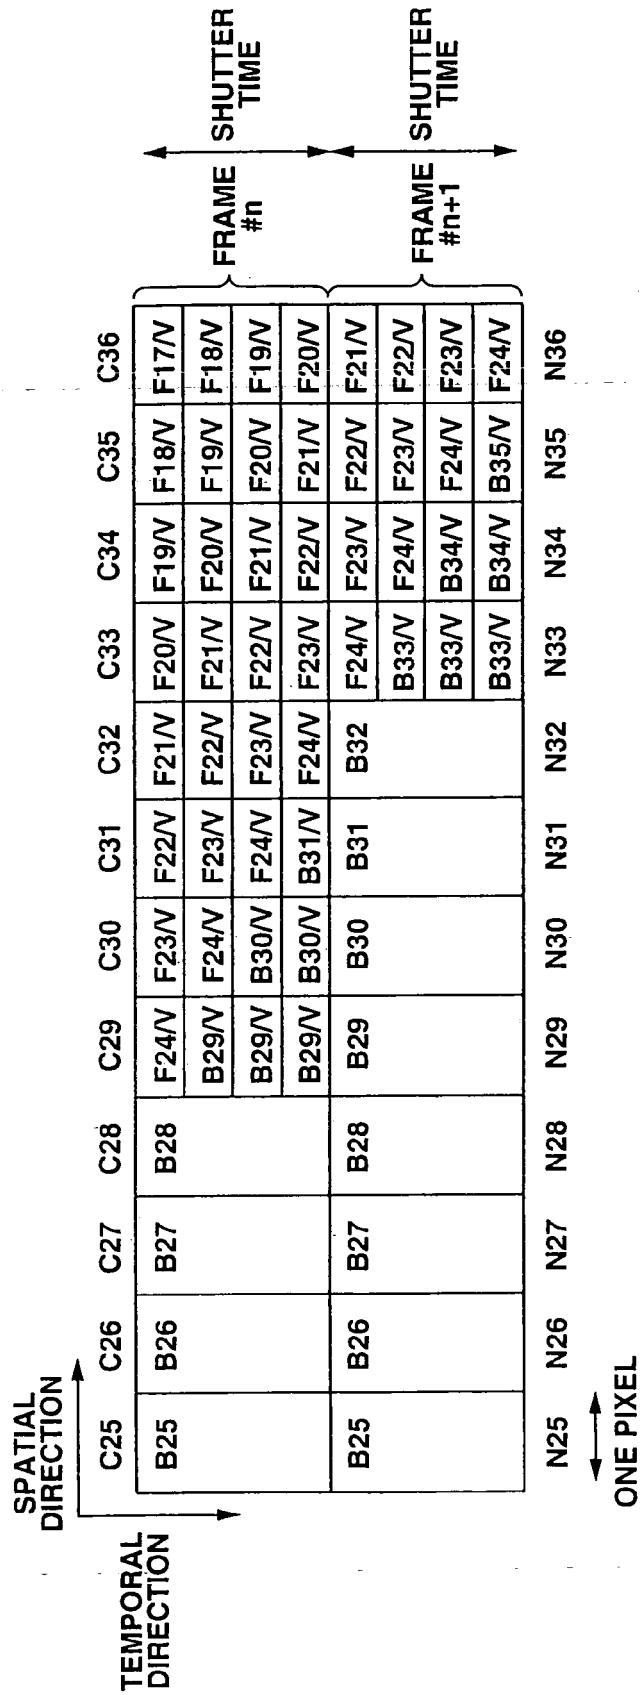 SPATIAL
DIRECTION
TEMPORAL
DIRECTION
C25 C26 C27 C28 C29 C30 C31 C32 C33 C34 C35 C36
B25 B26 B27 B28 F24/V F23/V F22/V F21/V F20/V F19/V F18/V F17/V
B29/V F24/V F23/V F22/V F21/V F20/V F19/V F18/V
B29/V B30/V F24/V F23/V F22/V F21/V F20/V F19/V
B29/V B30/V B31/V F24/V F23/V F22/V F21/V F20/V
FRAME
#n
SHUTTER
TIME
B25 B26 B27 B28 B29 B30 B31 B32 F24/V F23/V F22/V F21/V
B33/V F24/V F23/V F22/V
B33/V B34/V F24/V F23/V
B33/V B34/V B35/V F24/V
FRAME
#n+1
SHUTTER
TIME
N25 N26 N27 N28 N29 N30 N31 N32 N33 N34 N35 N36
ONE PIXEL